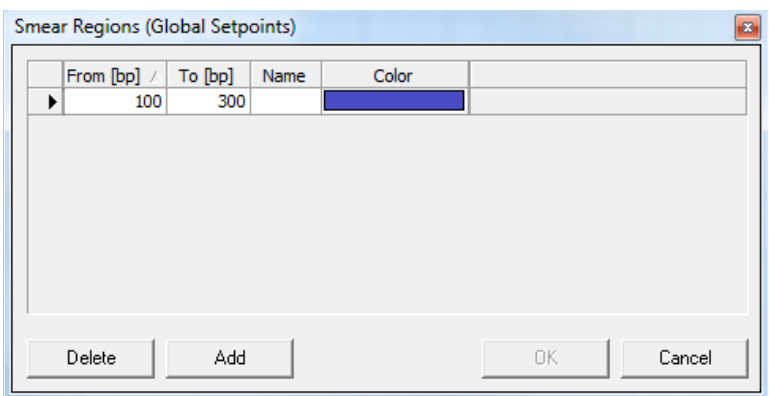 Smear Regions (Global Setpoints)
From [bp] / To [bp] Name Color
100 300
Delete Add OK Cancel